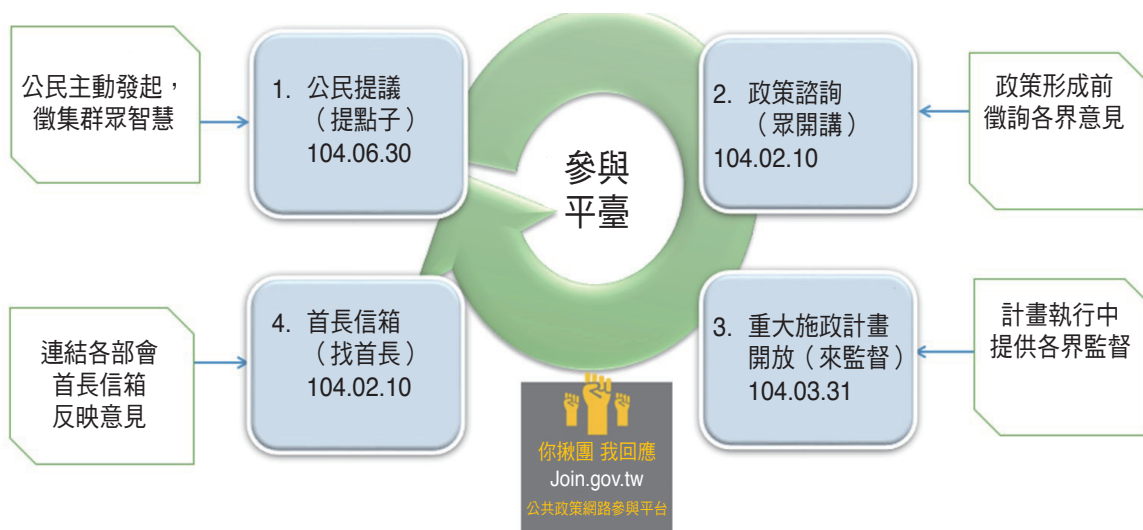 公民主動發起，
徵集群眾智慧
1. 公民提議
（提點子）
104.06.30
參與
平臺
2. 政策諮詢
（眾開講）
104.02.10
政策形成前
徵詢各界意見
連結各部會
首長信箱
反映意見
4. 首長信箱
（找首長）
104.02.10
3. 重大施政計畫
開放（來監督）
104.03.31
計畫執行中
提供各界監督
你揪團 我回應
Join.gov.tw
公共政策網路參與平台